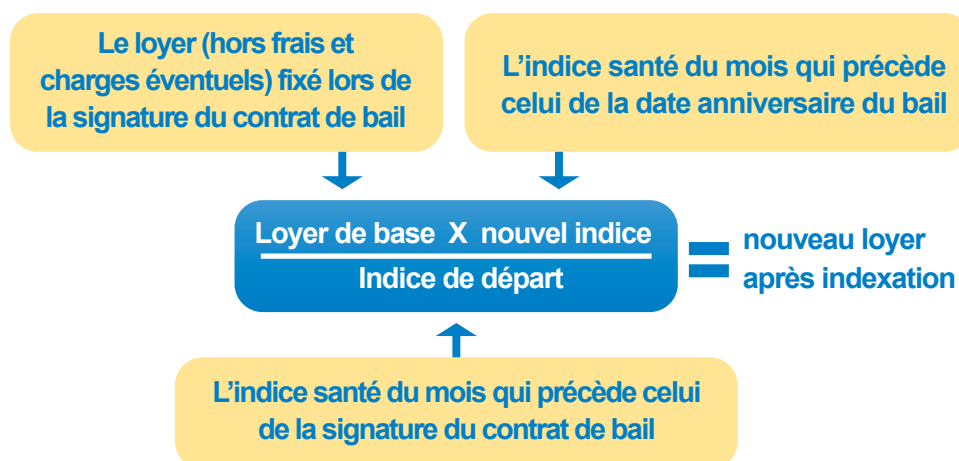 Le loyer (hors frais et
charges éventuels) fixé lors de
la signature du contrat de bail
L’indice santé du mois qui précède
celui de la date anniversaire du bail
Loyer de base X nouvel indice
Indice de départ
= nouveau loyer
après indexation
L’indice santé du mois qui précède celui
de la signature du contrat de bail